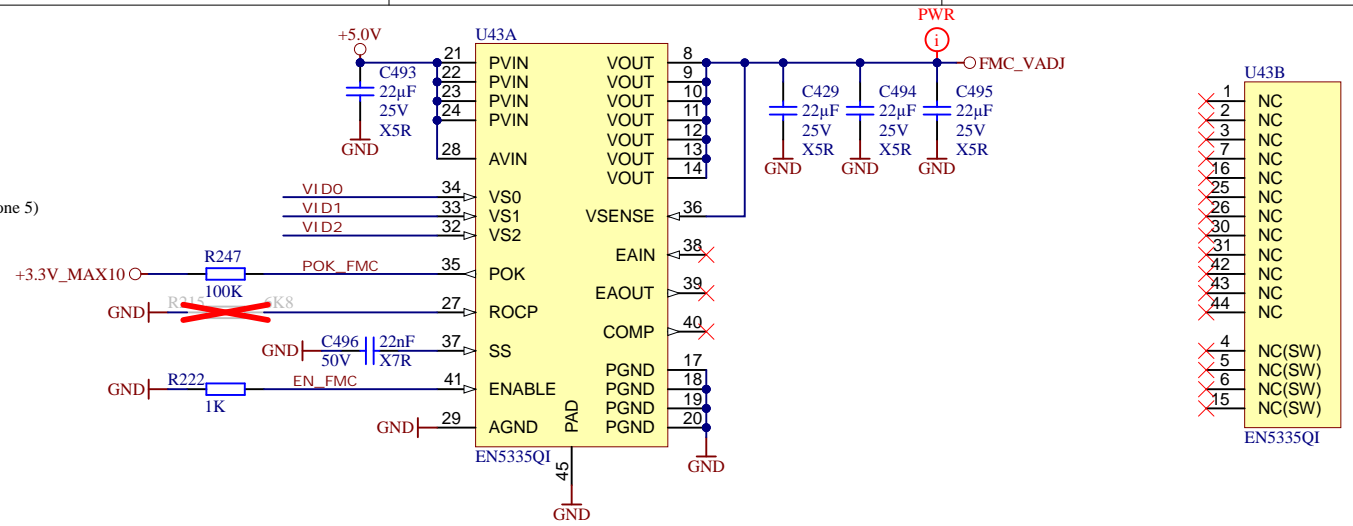 PWR
+5.0V
U43A
FMC_VADJ
U43B
21 PVIN VOUT 8
22 PVIN VOUT 9
23 PVIN VOUT 10
24 PVIN VOUT 11
VOUT 12
28 AVIN VOUT 13
VOUT 14
C493
22µF
25V
X5R
GND
C429
22µF
25V
X5R
GND
C494
22µF
25V
X5R
GND
C495
22µF
25V
X5R
GND
one 5)
VID0 34 VS0
VID1 33 VS1
VID2 32 VS2
VSENSE 36
EAIN 38
EAOUT 39
COMP 40
+3.3V_MAX10 R247 POK_FMC 35 POK
100K
GND 6K8 27 ROCP
GND C496 22nF 37 SS
50V X7R
GND R222 EN_FMC 41 ENABLE
1K
GND 29 AGND
PGND 17
PGND 18
PGND 19
PGND 20
GND
PAD
45
GND
EN5335QI
1 NC
2 NC
3 NC
7 NC
16 NC
25 NC
26 NC
30 NC
31 NC
42 NC
43 NC
44 NC
4 NC(SW)
5 NC(SW)
6 NC(SW)
15 NC(SW)
EN5335QI